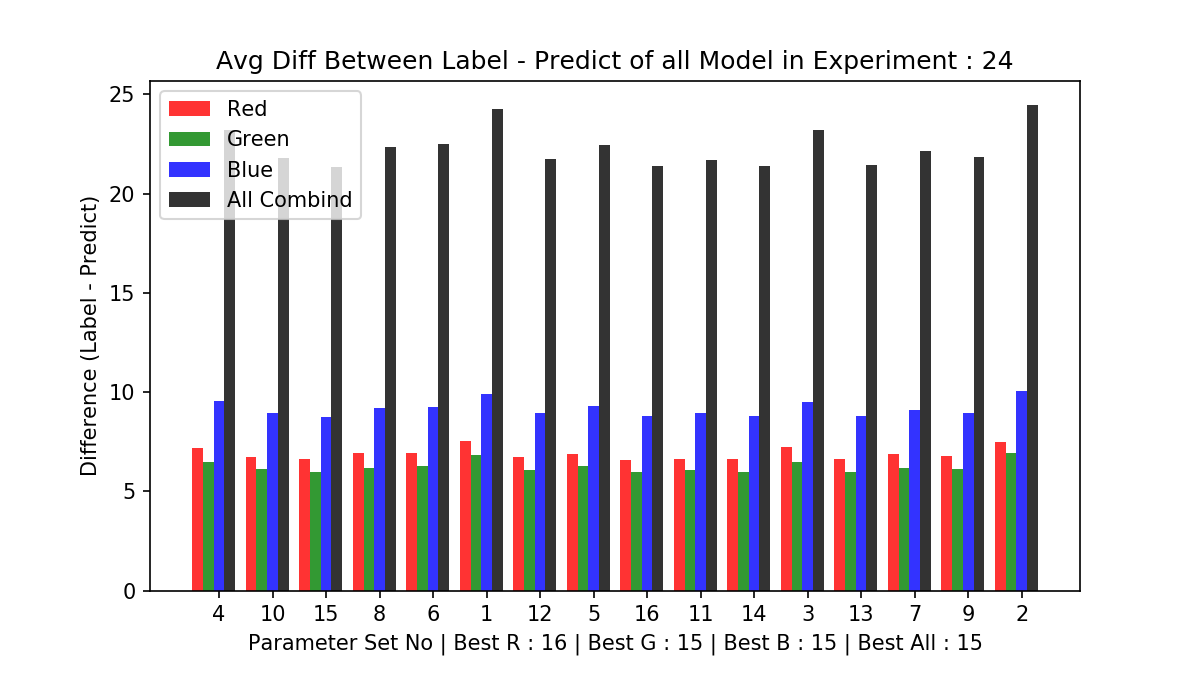 Avg Diff Between Label - Predict of all Model in Experiment : 24
Red
Green
Blue
All Combind
Difference (Label - Predict)
25
20
15
10
5
0
4 10 15 8 6 1 12 5 16 11 14 3 13 7 9 2
Parameter Set No | Best R : 16 | Best G : 15 | Best B : 15 | Best All : 15